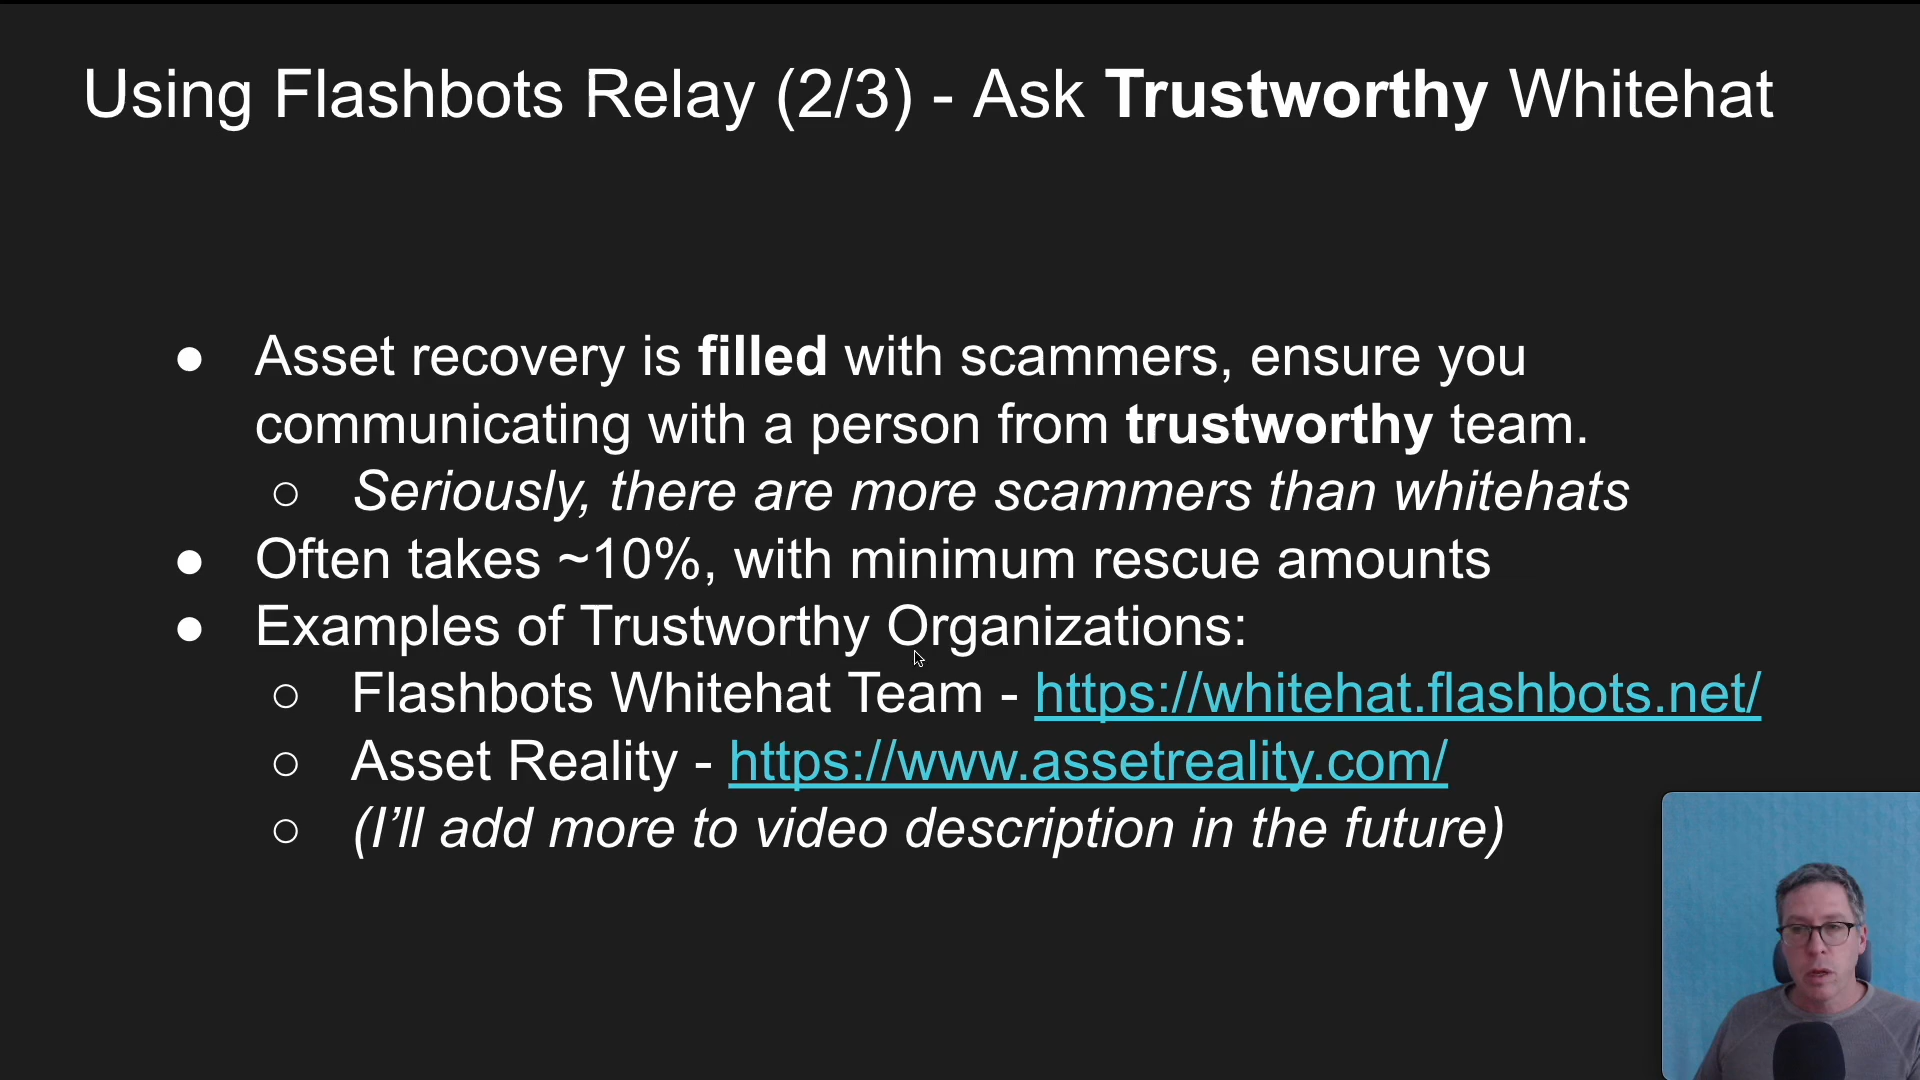 Using Flashbots Relay (2/3) - Ask Trustworthy Whitehat
● Asset recovery is filled with scammers, ensure you
communicating with a person from trustworthy team.
○ Seriously, there are more scammers than whitehats
● Often takes ~10%, with minimum rescue amounts
● Examples of Trustworthy Organizations:
○ Flashbots Whitehat Team - https://whitehat.flashbots.net/
○ Asset Reality - https://www.assetreality.com/
○ (I’ll add more to video description in the future)